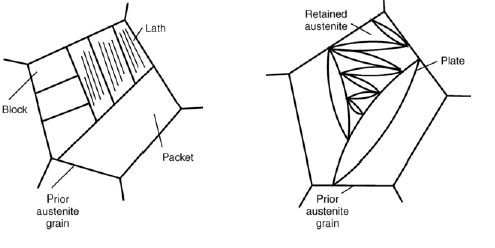 Lath
Block
Packet
Prior
austenite
grain
Retained
austenite
Plate
Prior
austenite
grain